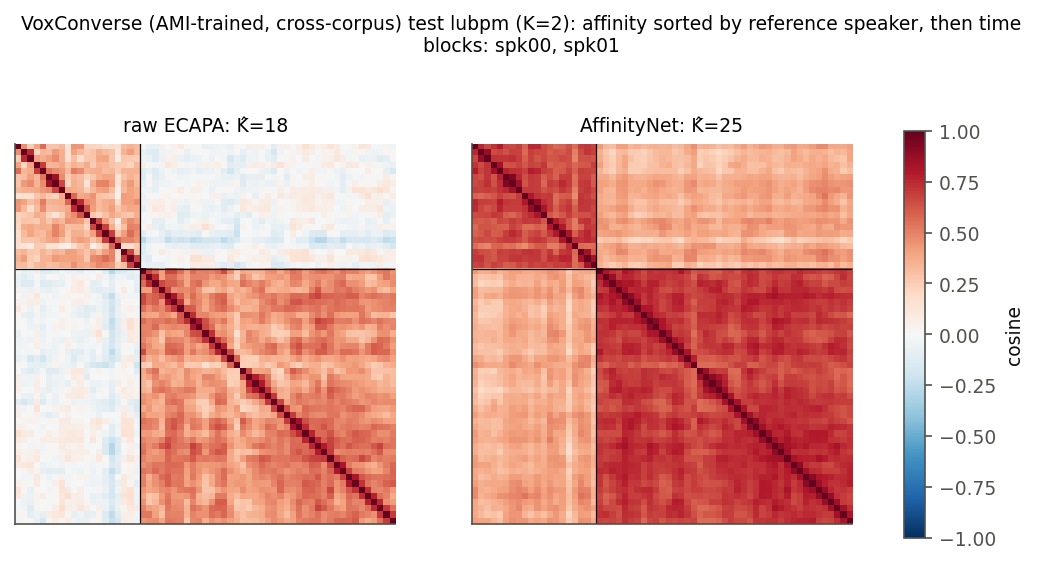 VoxConverse (AMI-trained, cross-corpus) test lubpm (K=2): affinity sorted by reference speaker, then time
blocks: spk00, spk01
raw ECAPA: K̂=18
AffinityNet: K̂=25
1.00
0.75
0.50
0.25
0.00
−0.25
−0.50
−0.75
−1.00
cosine